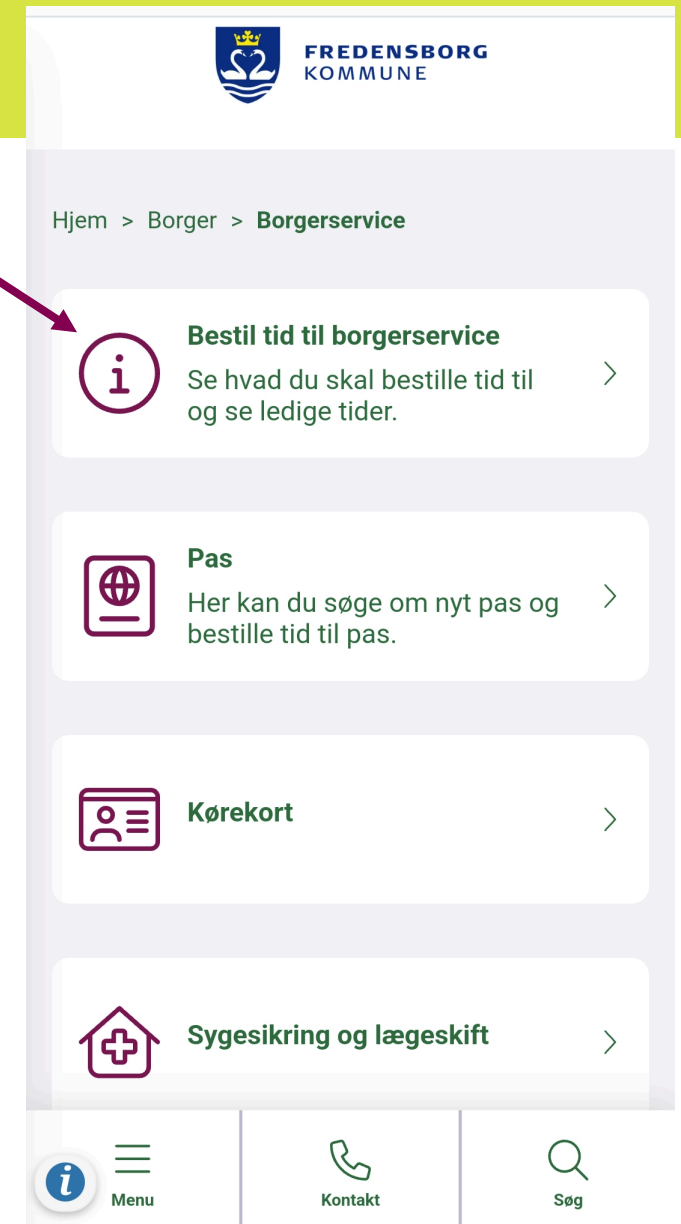 FREDENSBORG
KOMMUNE
Hjem > Borger > Borgerservice
Bestil tid til borgerservice
Se hvad du skal bestille tid til
og se ledige tider.
Pas
Her kan du søge om nyt pas og
bestille tid til pas.
Kørekort
Sygesikring og lægeskift
Menu
Kontakt
Søg